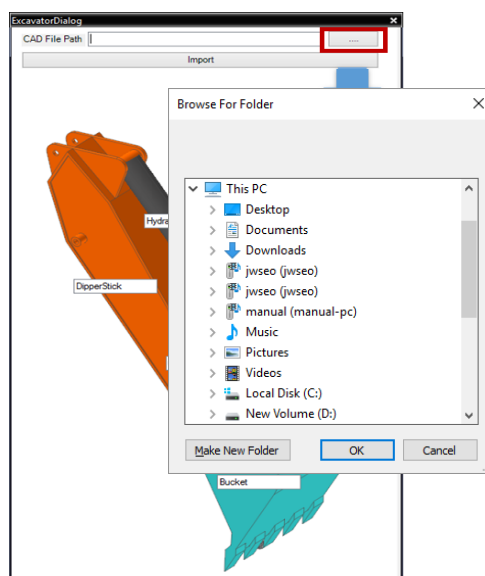 ExcavatorDialog
CAD File Path
....
Import
Browse For Folder
This PC
Desktop
Documents
Downloads
jwseo (jwseo)
jwseo (jwseo)
manual (manual-pc)
Music
Pictures
Videos
Local Disk (C:)
New Volume (D:)
Make New Folder
OK
Cancel
Hydra
DipperStick
Bucket